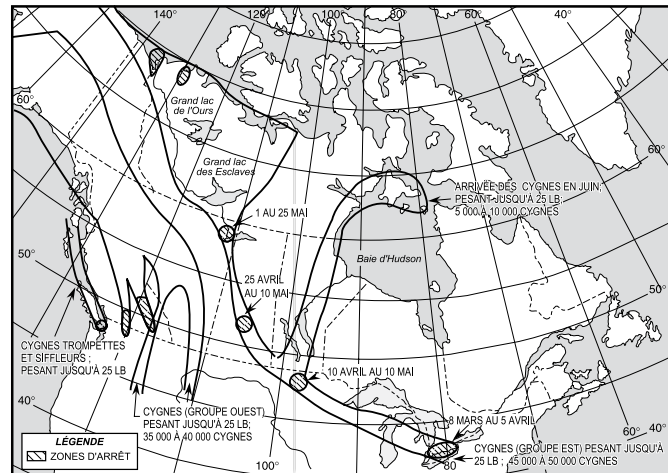 140° 120° 100° 80° 60° 40°
60°
50°
40°
60°
50°
40°
100°
80°
Grand lac
de l'Ours
Grand lac
des Esclaves
1 AU 25 MAI
ARRIVÉE DES CYGNES EN JUIN;
PESANT JUSQU'À 25 LB;
5 000 À 10 000 CYGNES
Baie d'Hudson
25 AVRIL
AU 10 MAI
10 AVRIL AU 10 MAI
CYGNES TROMPETTES
ET SIFFLEURS ;
PESANT JUSQU'À 25 LB
CYGNES (GROUPE OUEST)
PESANT JUSQU'À 25 LB;
35 000 À 40 000 CYGNES
8 MARS AU 5 AVRIL
CYGNES (GROUPE EST) PESANT JUSQU'À
25 LB ; 45 000 À 50 000 CYGNES
LÉGENDE
ZONES D'ARRÊT